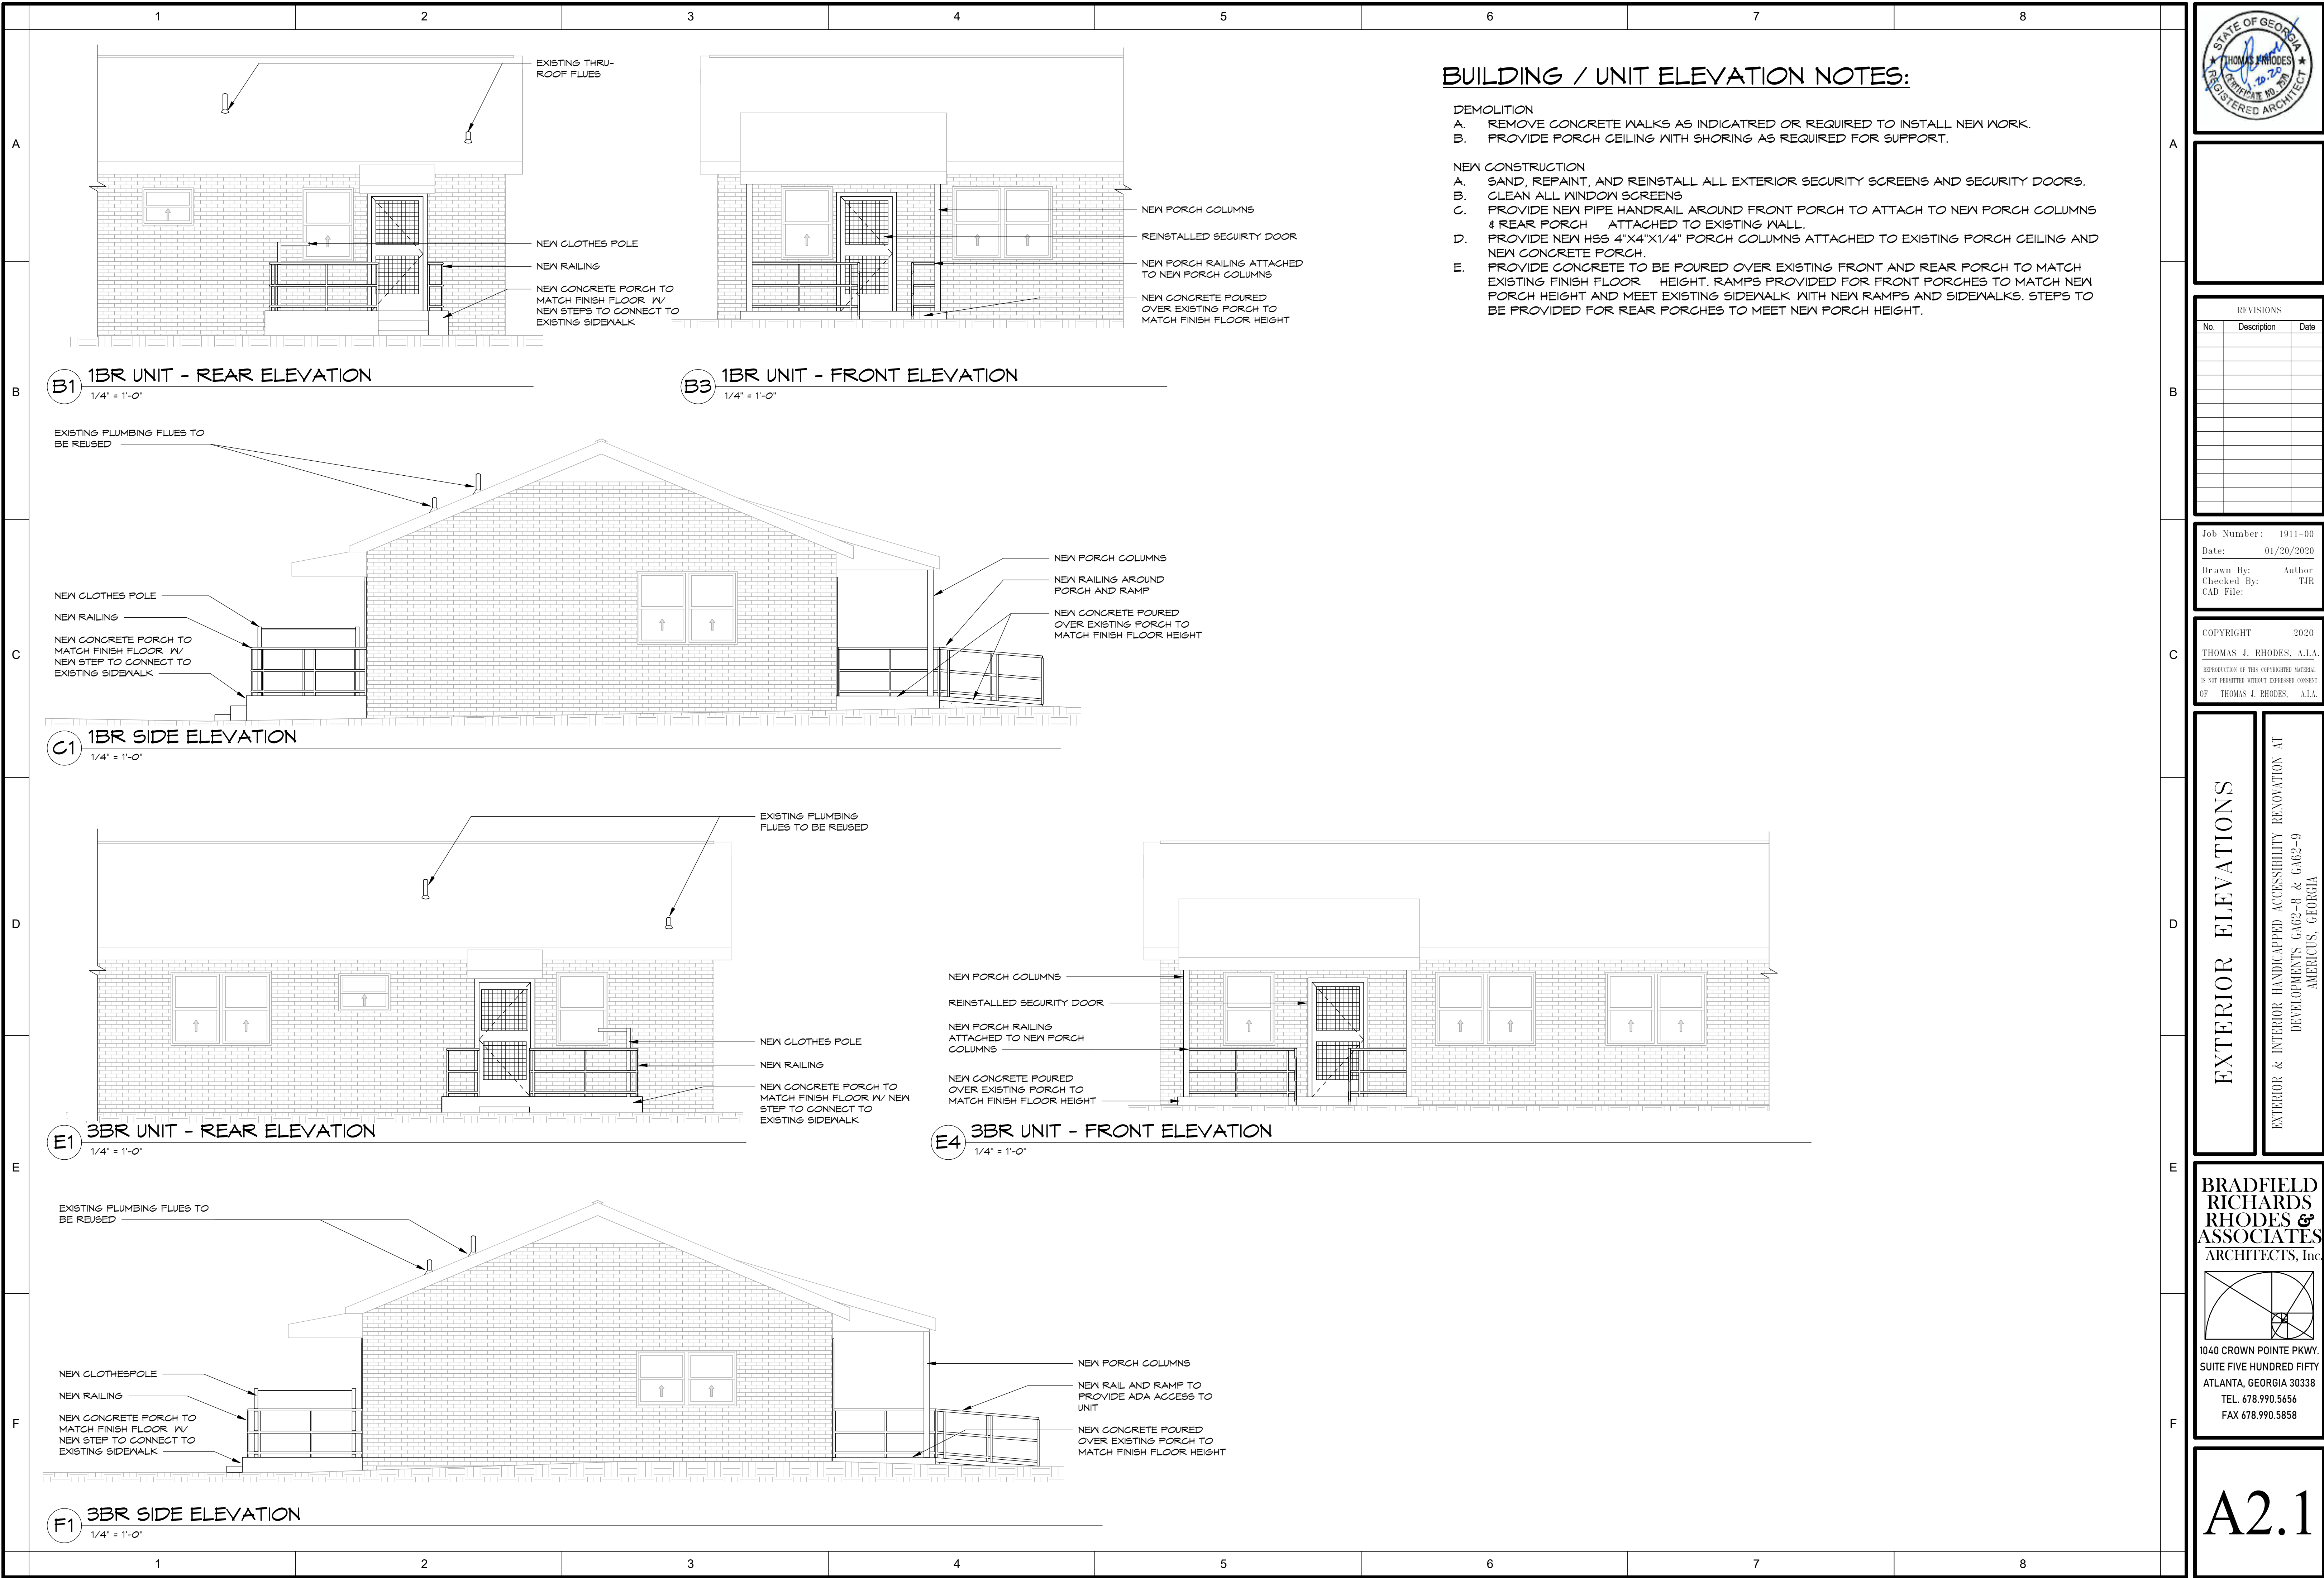 1 2 3 4 5 6 7 8
A
B
C
D
E
F
EXISTING THRU-
ROOF FLUES
NEW CLOTHES POLE
NEW RAILING
NEW CONCRETE PORCH TO
MATCH FINISH FLOOR W/
NEW STEPS TO CONNECT TO
EXISTING SIDEWALK
B1 1BR UNIT - REAR ELEVATION
1/4" = 1'-0"
NEW PORCH COLUMNS
REINSTALLED SECUIRTY DOOR
NEW PORCH RAILING ATTACHED
TO NEW PORCH COLUMNS
NEW CONCRETE POURED
OVER EXISTING PORCH TO
MATCH FINISH FLOOR HEIGHT
B3 1BR UNIT - FRONT ELEVATION
1/4" = 1'-0"
BUILDING / UNIT ELEVATION NOTES:
DEMOLITION
A. REMOVE CONCRETE WALKS AS INDICATRED OR REQUIRED TO INSTALL NEW WORK.
B. PROVIDE PORCH CEILING WITH SHORING AS REQUIRED FOR SUPPORT.
NEW CONSTRUCTION
A. SAND, REPAINT, AND REINSTALL ALL EXTERIOR SECURITY SCREENS AND SECURITY DOORS.
B. CLEAN ALL WINDOW SCREENS
C. PROVIDE NEW PIPE HANDRAIL AROUND FRONT PORCH TO ATTACH TO NEW PORCH COLUMNS
& REAR PORCH ATTACHED TO EXISTING WALL.
D. PROVIDE NEW HSS 4"X4"X1/4" PORCH COLUMNS ATTACHED TO EXISTING PORCH CEILING AND
NEW CONCRETE PORCH.
E. PROVIDE CONCRETE TO BE POURED OVER EXISTING FRONT AND REAR PORCH TO MATCH
EXISTING FINISH FLOOR HEIGHT. RAMPS PROVIDED FOR FRONT PORCHES TO MATCH NEW
PORCH HEIGHT AND MEET EXISTING SIDEWALK WITH NEW RAMPS AND SIDEWALKS. STEPS TO
BE PROVIDED FOR REAR PORCHES TO MEET NEW PORCH HEIGHT.
EXISTING PLUMBING FLUES TO
BE REUSED
NEW CLOTHES POLE
NEW RAILING
NEW CONCRETE PORCH TO
MATCH FINISH FLOOR W/
NEW STEP TO CONNECT TO
EXISTING SIDEWALK
NEW PORCH COLUMNS
NEW RAILING AROUND
PORCH AND RAMP
NEW CONCRETE POURED
OVER EXISTING PORCH TO
MATCH FINISH FLOOR HEIGHT
C1 1BR SIDE ELEVATION
1/4" = 1'-0"
EXISTING PLUMBING
FLUES TO BE REUSED
NEW CLOTHES POLE
NEW RAILING
NEW CONCRETE PORCH TO
MATCH FINISH FLOOR W/ NEW
STEP TO CONNECT TO
EXISTING SIDEWALK
E1 3BR UNIT - REAR ELEVATION
1/4" = 1'-0"
NEW PORCH COLUMNS
REINSTALLED SECURITY DOOR
NEW PORCH RAILING
ATTACHED TO NEW PORCH
COLUMNS
NEW CONCRETE POURED
OVER EXISTING PORCH TO
MATCH FINISH FLOOR HEIGHT
E4 3BR UNIT - FRONT ELEVATION
1/4" = 1'-0"
EXISTING PLUMBING FLUES TO
BE REUSED
NEW CLOTHESPOLE
NEW RAILING
NEW CONCRETE PORCH TO
MATCH FINISH FLOOR W/
NEW STEP TO CONNECT TO
EXISTING SIDEWALK
NEW PORCH COLUMNS
NEW RAIL AND RAMP TO
PROVIDE ADA ACCESS TO
UNIT
NEW CONCRETE POURED
OVER EXISTING PORCH TO
MATCH FINISH FLOOR HEIGHT
F1 3BR SIDE ELEVATION
1/4" = 1'-0"
1 2 3 4 5 6 7 8
A
B
C
D
E
F
STATE OF GEORGIA
THOMAS J. RHODES
CERTIFICATE NO.
REGISTERED ARCHITECT
REVISIONS
No. Description Date
Job Number: 1911-00
Date: 01/20/2020
Drawn By: Author
Checked By: TJR
CAD File:
COPYRIGHT 2020
THOMAS J. RHODES, A.I.A.
REPRODUCTION OF THIS COPYRIGHTED MATERIAL
IS NOT PERMITTED WITHOUT EXPRESSED CONSENT
OF THOMAS J. RHODES, A.I.A.
EXTERIOR ELEVATIONS
EXTERIOR & INTERIOR HANDICAPPED ACCESSIBILITY RENOVATION AT
DEVELOPMENTS GA62-8 & GA62-9
AMERICUS, GEORGIA
BRADFIELD
RICHARDS
RHODES &
ASSOCIATES
ARCHITECTS, Inc.
1040 CROWN POINTE PKWY.
SUITE FIVE HUNDRED FIFTY
ATLANTA, GEORGIA 30338
TEL. 678.990.5656
FAX 678.990.5858
A2.1